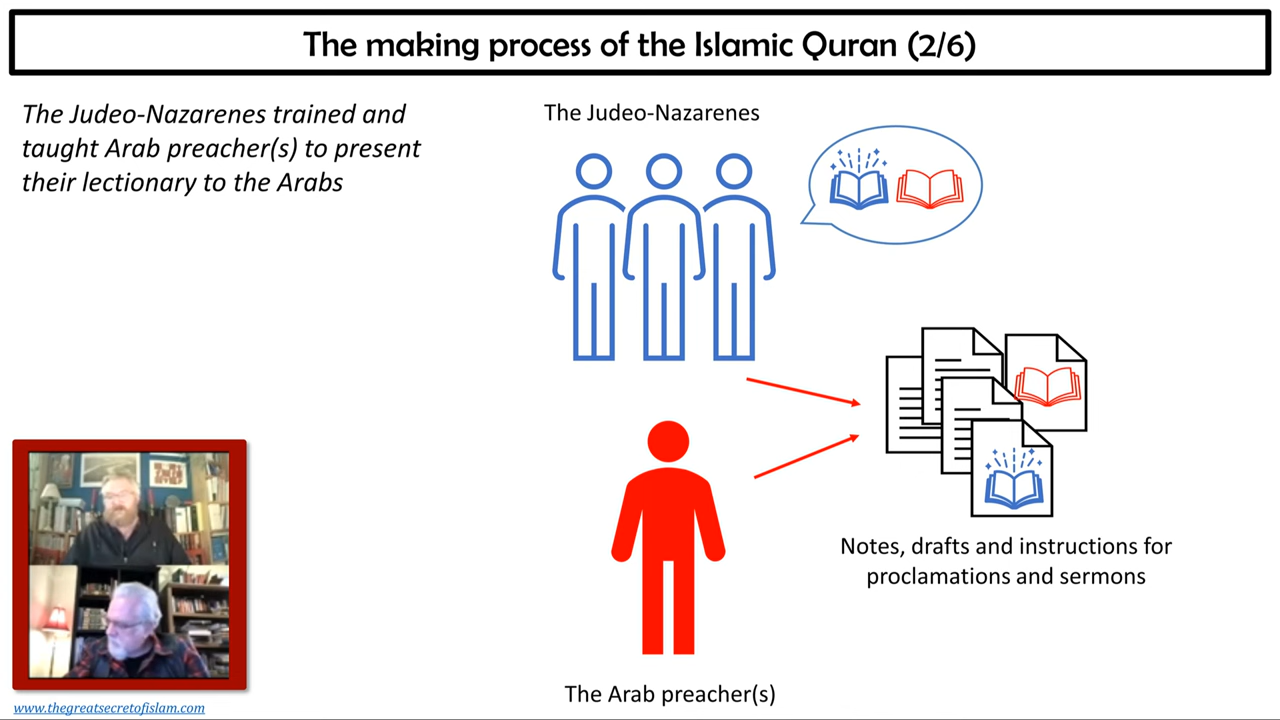 The making process of the Islamic Quran (2/6)
The Judeo-Nazarenes trained and
taught Arab preacher(s) to present
their lectionary to the Arabs
The Judeo-Nazarenes
Notes, drafts and instructions for
proclamations and sermons
The Arab preacher(s)
www.thegreatsecretofislam.com